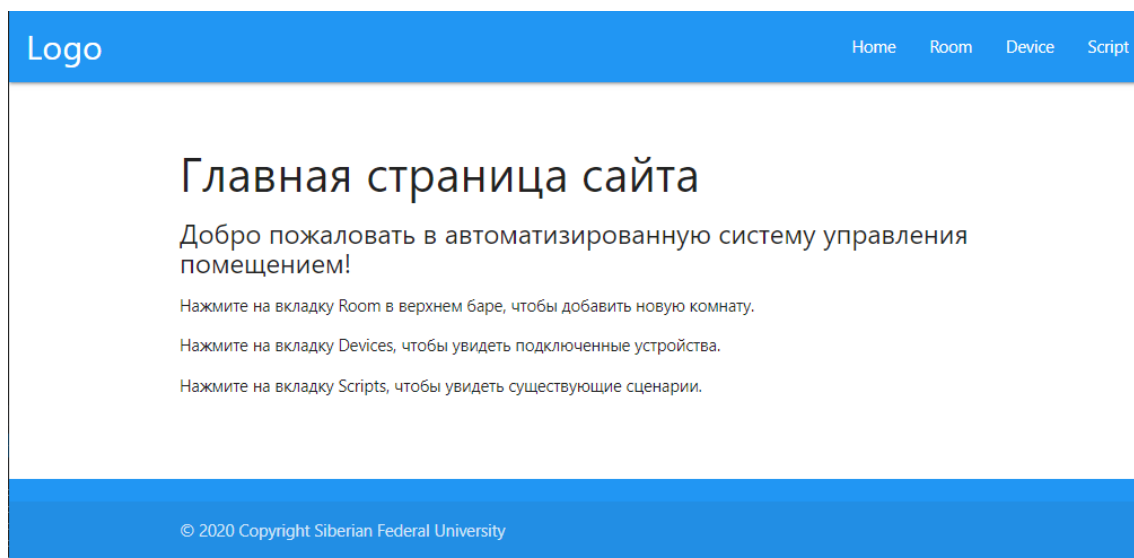 Logo
Home Room Device Script
Главная страница сайта
Добро пожаловать в автоматизированную систему управления
помещением!
Нажмите на вкладку Room в верхнем баре, чтобы добавить новую комнату.
Нажмите на вкладку Devices, чтобы увидеть подключенные устройства.
Нажмите на вкладку Scripts, чтобы увидеть существующие сценарии.
© 2020 Copyright Siberian Federal University